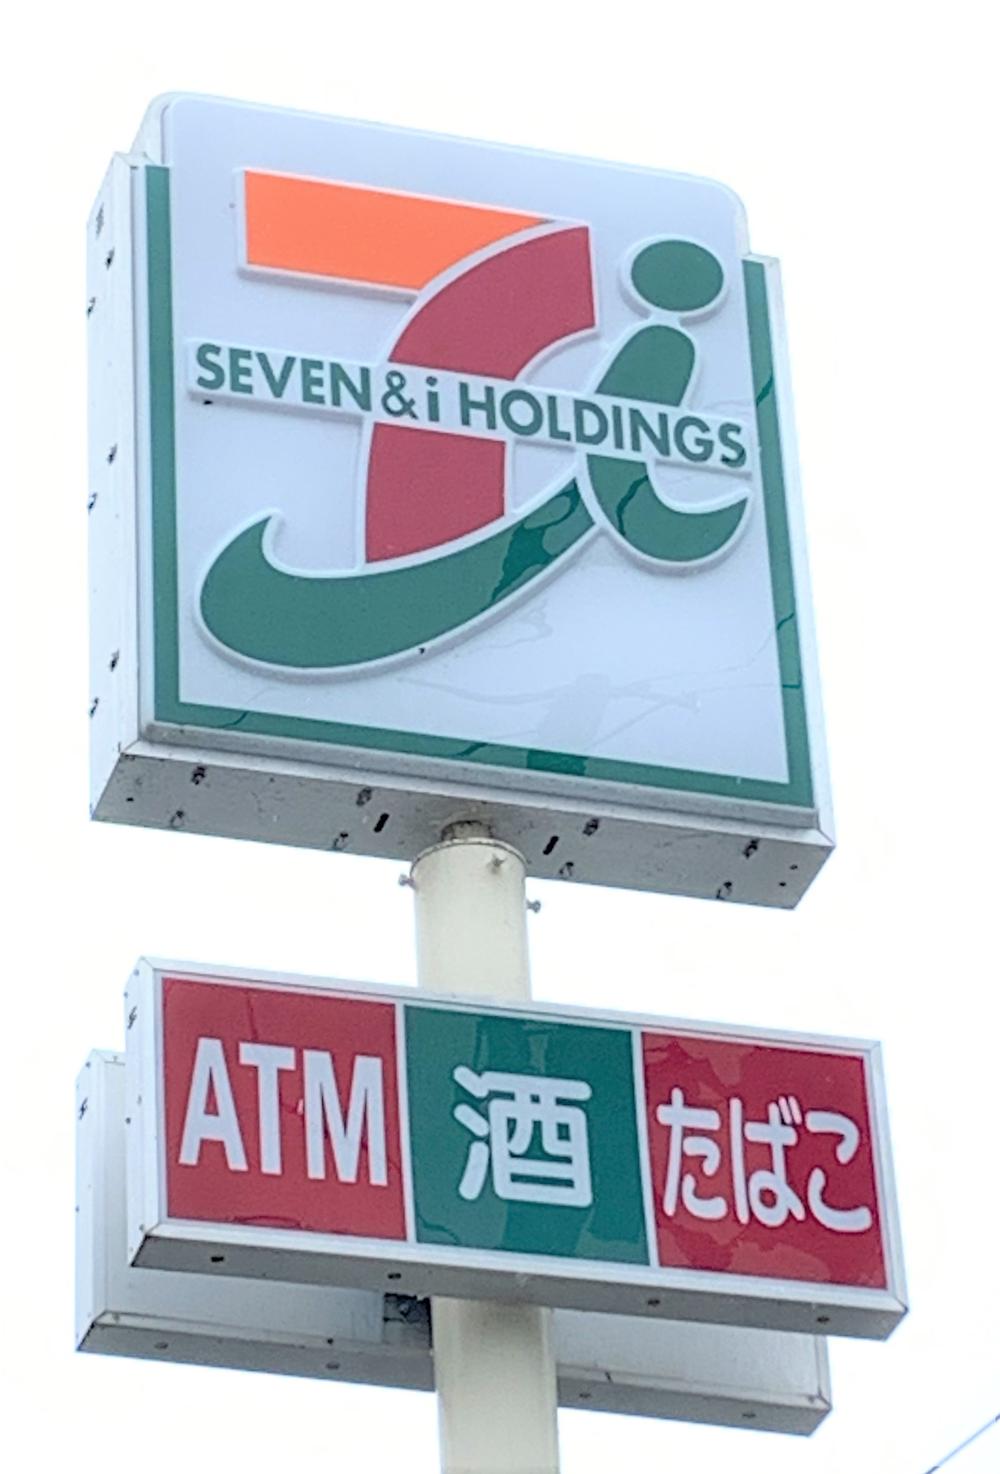 SEVEN&i HOLDINGS
ATM 酒 たばこ